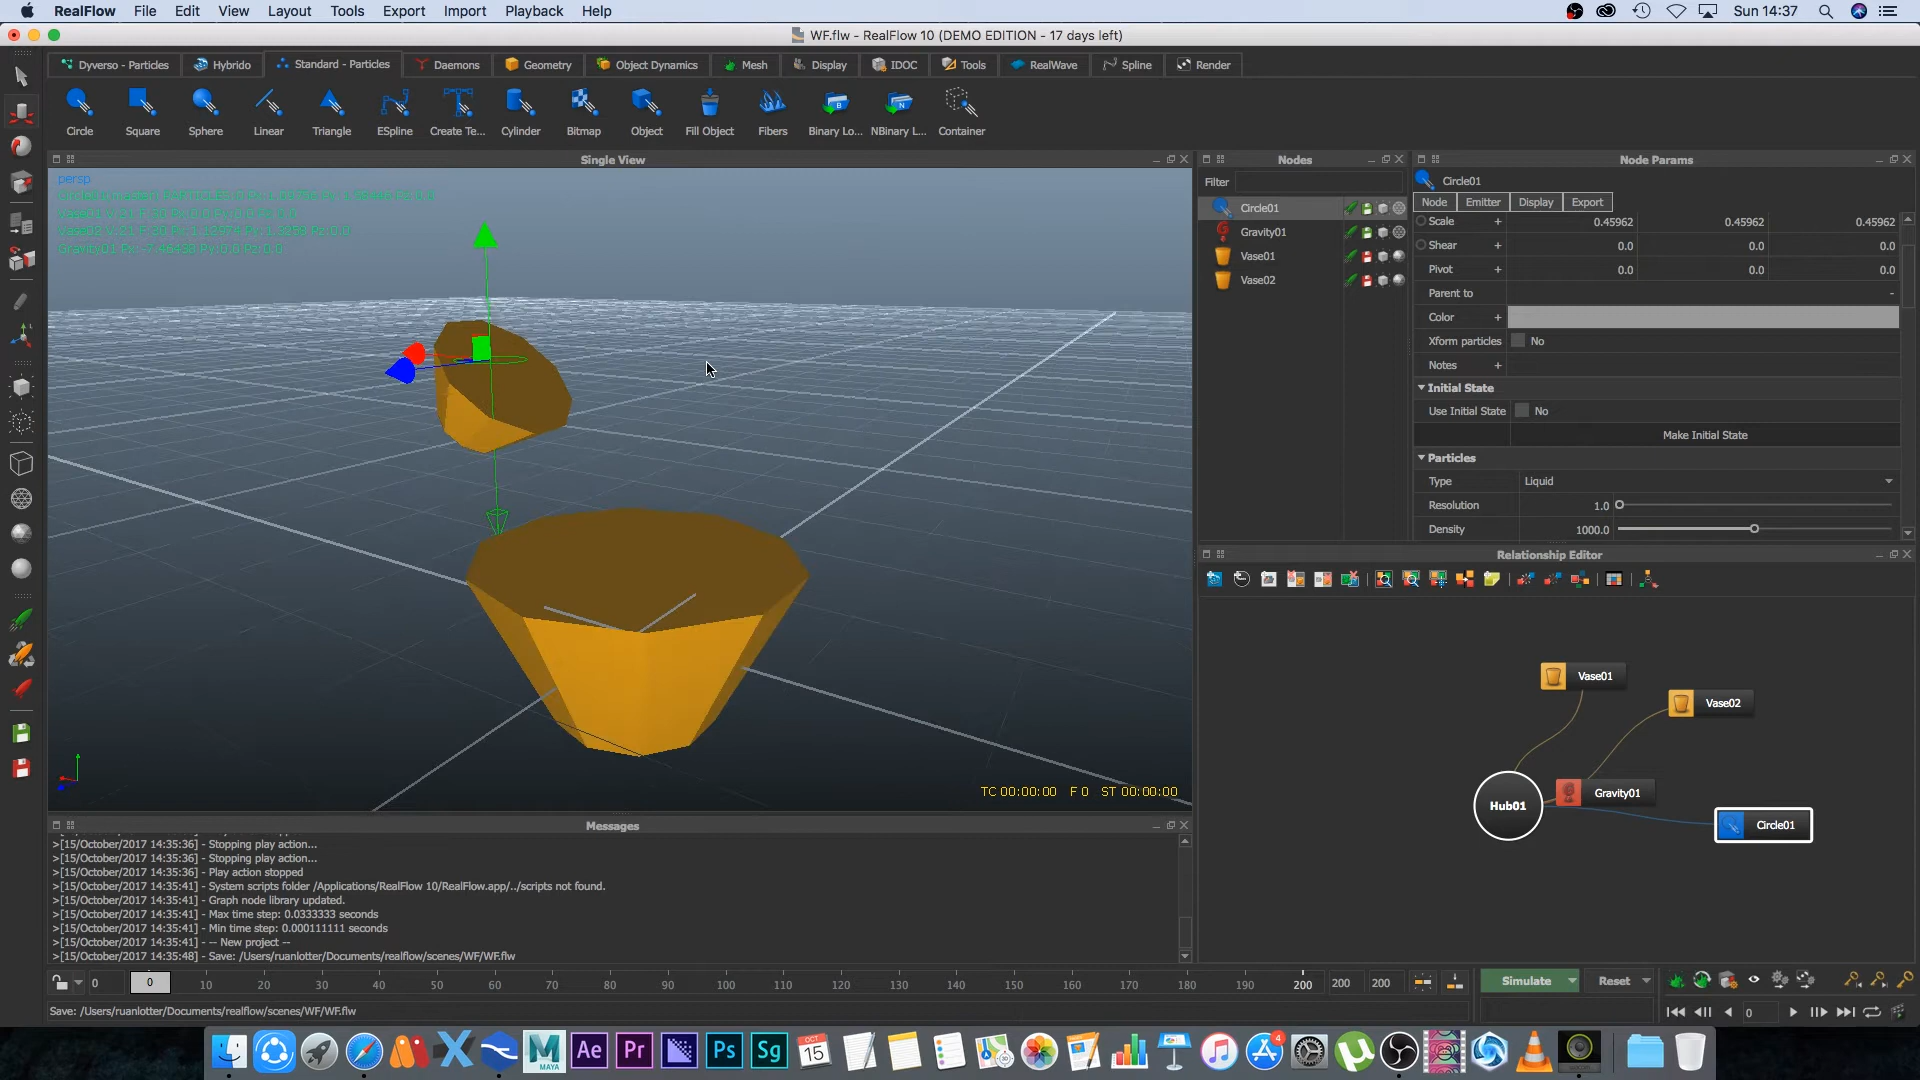 RealFlow File Edit View Layout Tools Export Import Playback Help Sun 14:37
WF.flw - RealFlow 10 (DEMO EDITION - 17 days left)
Dyverso - Particles Hybrido Standard - Particles Daemons Geometry Object Dynamics Mesh Display IDOC Tools RealWave Spline Render
Circle Square Sphere Linear Triangle ESpline Create Te... Cylinder Bitmap Object Fill Object Fibers Binary Lo... NBinary L... Container
Single View
persp
Nodes
Filter
Circle01
Gravity01
Vase01
Vase02
Node Params
Circle01
Node Emitter Display Export
Scale + 0.45962 0.45962 0.45962
Shear + 0.0 0.0 0.0
Pivot + 0.0 0.0 0.0
Parent to -
Color +
Xform particles No
Notes +
Initial State
Use Initial State No
Make Initial State
Particles
Type Liquid
Resolution 1.0
Density 1000.0
Relationship Editor
Vase01
Vase02
Gravity01
Hub01
Circle01
TC 00:00:00 F 0 ST 00:00:00
Messages
>[15/October/2017 14:35:36] - Stopping play action...
>[15/October/2017 14:35:36] - Stopping play action...
>[15/October/2017 14:35:36] - Play action stopped
>[15/October/2017 14:35:41] - System scripts folder /Applications/RealFlow 10/RealFlow.app/../scripts not found.
>[15/October/2017 14:35:41] - Graph node library updated.
>[15/October/2017 14:35:41] - Max time step: 0.0333333 seconds
>[15/October/2017 14:35:41] - Min time step: 0.000111111 seconds
>[15/October/2017 14:35:41] - -- New project --
>[15/October/2017 14:35:48] - Save: /Users/ruanlotter/Documents/realflow/scenes/WF/WF.flw
0 0 10 20 30 40 50 60 70 80 90 100 110 120 130 140 150 160 170 180 190 200 200 200 Simulate Reset
Save: /Users/ruanlotter/Documents/realflow/scenes/WF/WF.flw
0
MAYA Ae Pr Ps Sg OCT 15 4